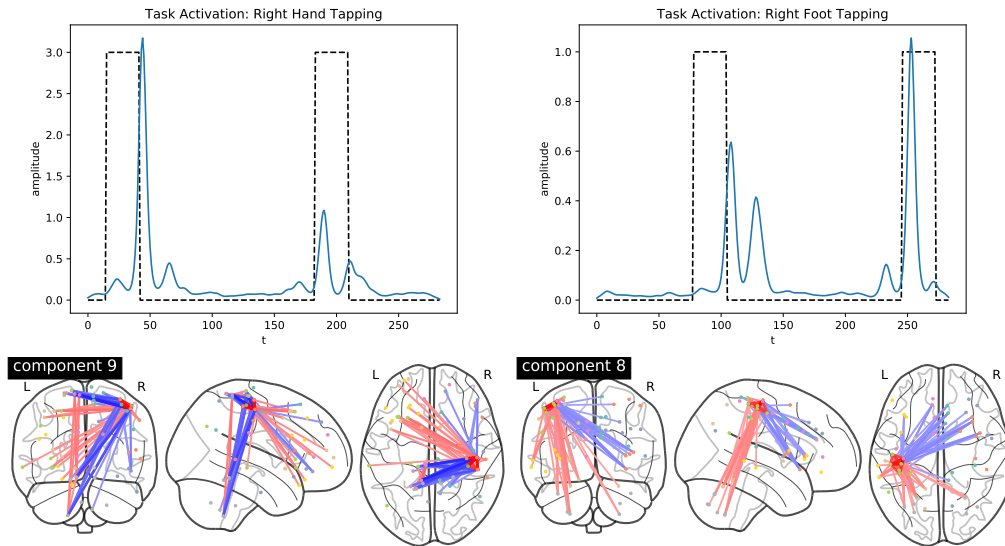 Task Activation: Right Hand Tapping
3.0
2.5
2.0
1.5
1.0
0.5
0.0
amplitude
0 50 100 150 200 250
t
Task Activation: Right Foot Tapping
1.0
0.8
0.6
0.4
0.2
0.0
amplitude
0 50 100 150 200 250
t
component 9
L R
L R
component 8
L R
L R